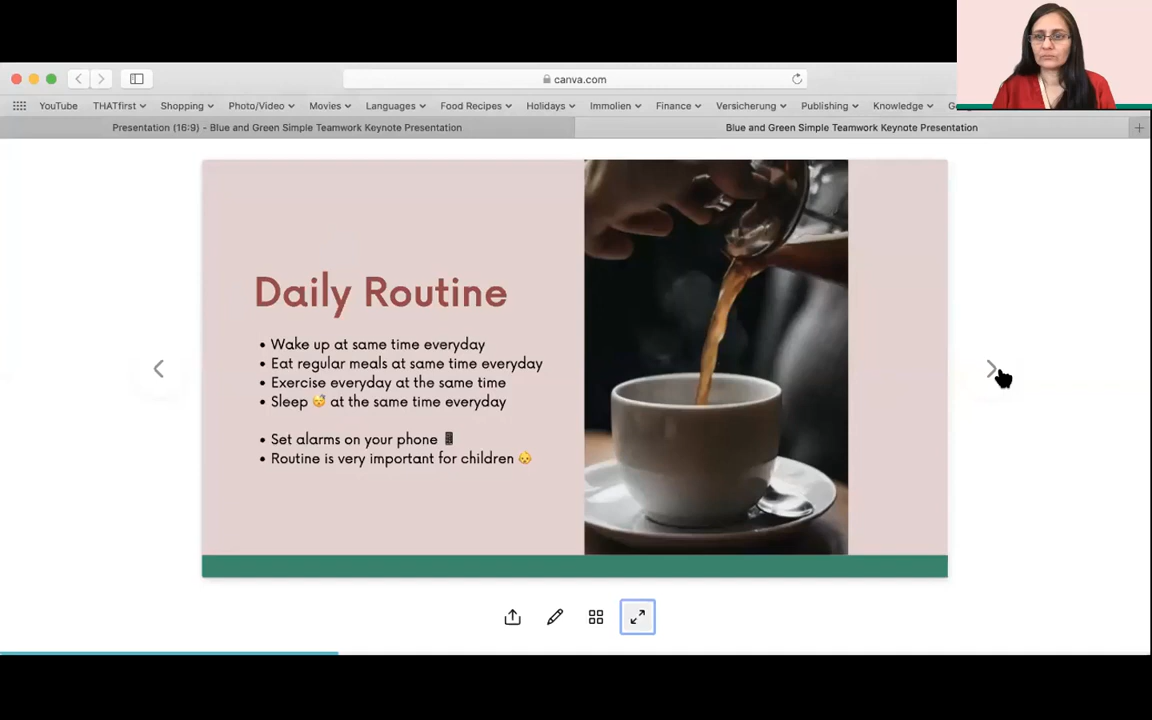 canva.com
YouTube THATfirst Shopping Photo/Video Movies Languages Food Recipes Holidays Immolien Finance Versicherung Publishing Knowledge
Presentation (16:9) - Blue and Green Simple Teamwork Keynote Presentation
Blue and Green Simple Teamwork Keynote Presentation
Daily Routine
• Wake up at same time everyday
• Eat regular meals at same time everyday
• Exercise everyday at the same time
• Sleep 😴 at the same time everyday
• Set alarms on your phone 📱
• Routine is very important for children 👶